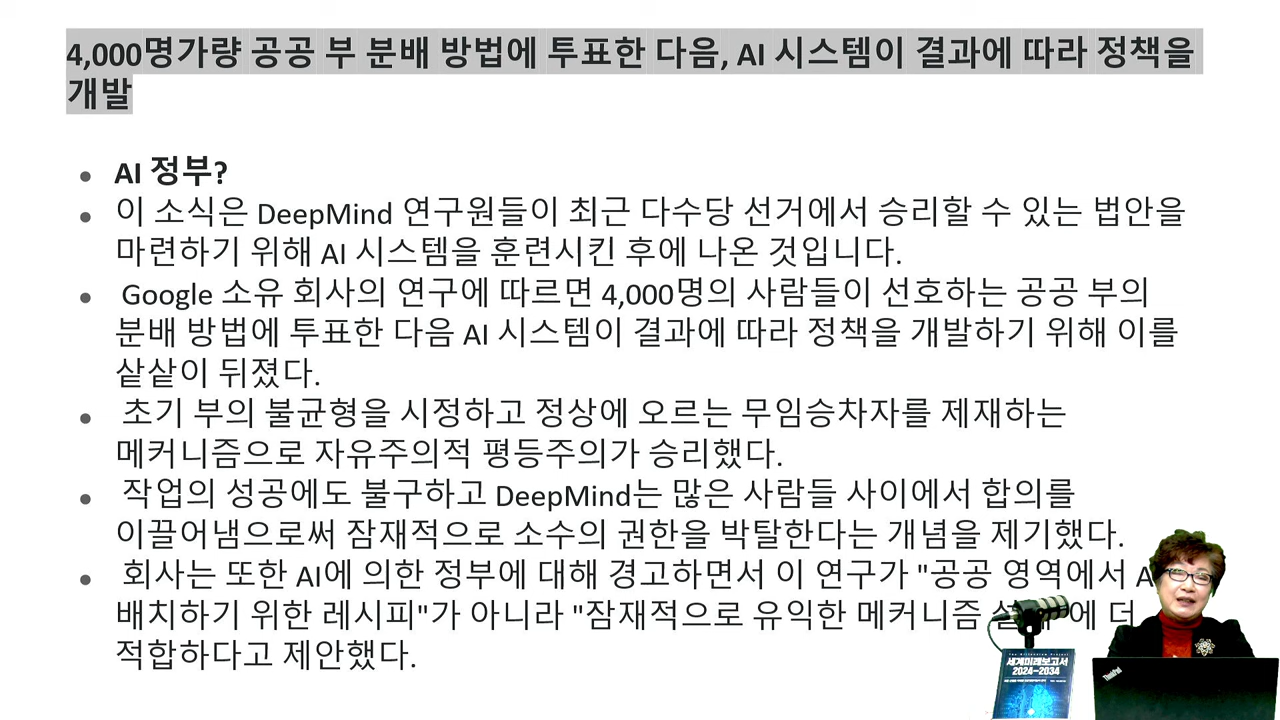 4,000명가량 공공 부 분배 방법에 투표한 다음, AI 시스템이 결과에 따라 정책을
개발
AI 정부?
이 소식은 DeepMind 연구원들이 최근 다수당 선거에서 승리할 수 있는 법안을
마련하기 위해 AI 시스템을 훈련시킨 후에 나온 것입니다.
Google 소유 회사의 연구에 따르면 4,000명의 사람들이 선호하는 공공 부의
분배 방법에 투표한 다음 AI 시스템이 결과에 따라 정책을 개발하기 위해 이를
샅샅이 뒤졌다.
초기 부의 불균형을 시정하고 정상에 오르는 무임승차자를 제재하는
메커니즘으로 자유주의적 평등주의가 승리했다.
작업의 성공에도 불구하고 DeepMind는 많은 사람들 사이에서 합의를
이끌어냄으로써 잠재적으로 소수의 권한을 박탈한다는 개념을 제기했다.
회사는 또한 AI에 의한 정부에 대해 경고하면서 이 연구가 "공공 영역에서
배치하기 위한 레시피"가 아니라 "잠재적으로 유익한 메커니즘 에 더
적합하다고 제안했다.
세계미래보고서
2024-2034
ThinkPad